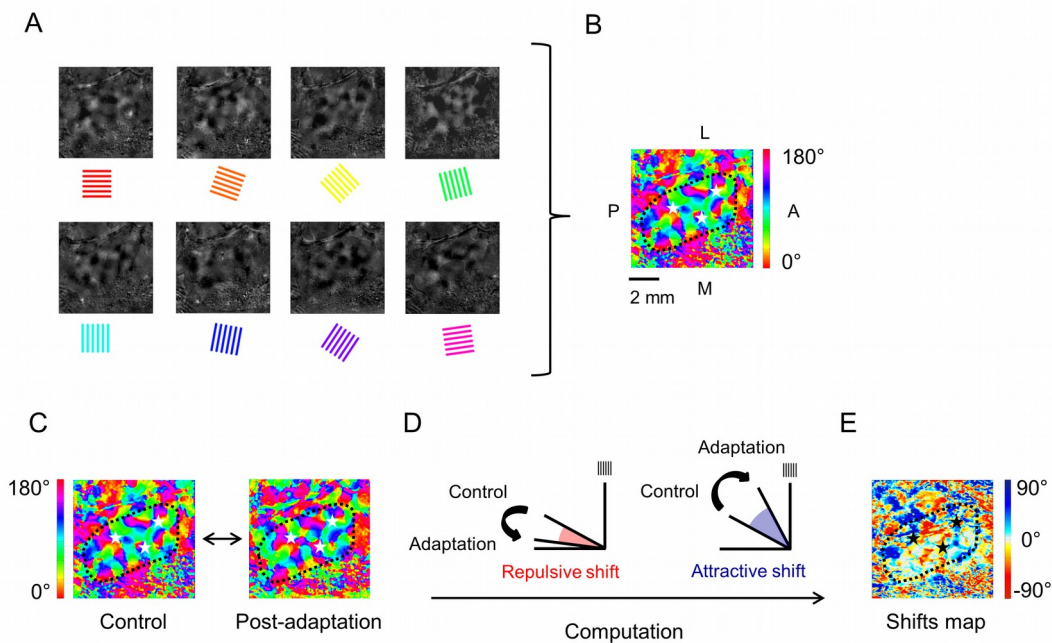 A
B
L
180°
P
A
0°
2 mm
M
C
D
E
180°
0°
Control
Post-adaptation
Control
Adaptation
Repulsive shift
Adaptation
Control
Attractive shift
Computation
90°
0°
-90°
Shifts map